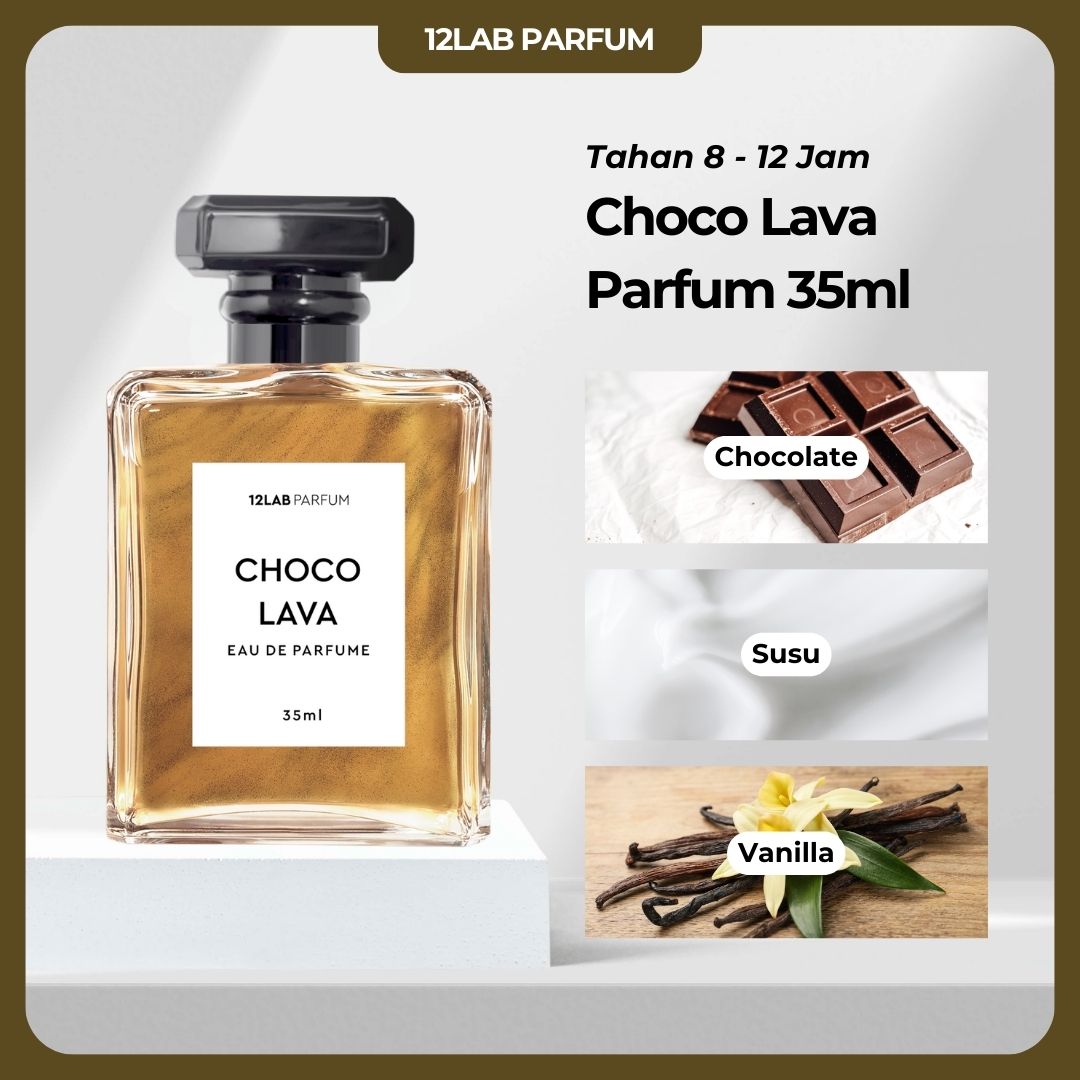 12LAB PARFUM
Tahan 8 - 12 Jam
Choco Lava
Parfum 35ml
12LAB PARFUM
CHOCO
LAVA
EAU DE PARFUME
35ml
Chocolate
Susu
Vanilla